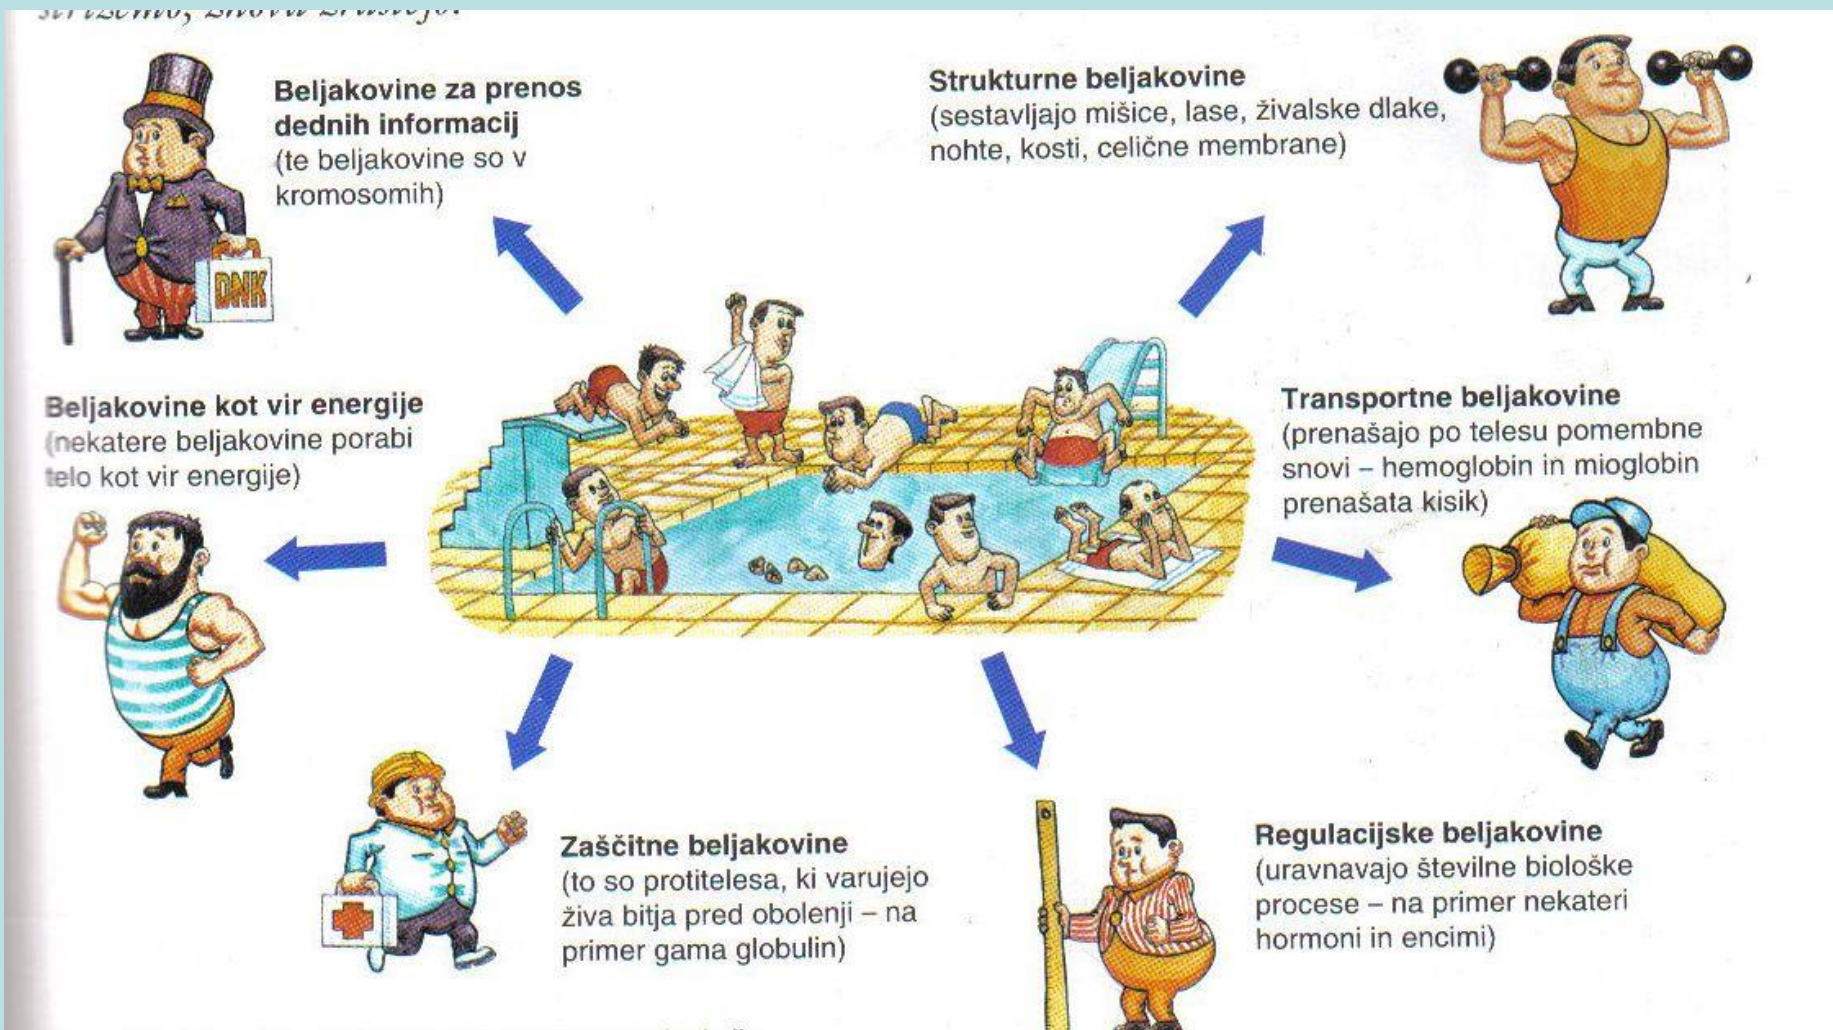 Beljakovine za prenos
dednih informacij
(te beljakovine so v
kromosomih)
DNK
Strukturne beljakovine
(sestavljajo mišice, lase, živalske dlake,
nohte, kosti, celične membrane)
Beljakovine kot vir energije
(nekatere beljakovine porabi
telo kot vir energije)
Transportne beljakovine
(prenašajo po telesu pomembne
snovi – hemoglobin in mioglobin
prenašata kisik)
Zaščitne beljakovine
(to so protitelesa, ki varujejo
živa bitja pred obolenji – na
primer gama globulin)
Regulacijske beljakovine
(uravnavajo številne biološke
procese – na primer nekateri
hormoni in encimi)